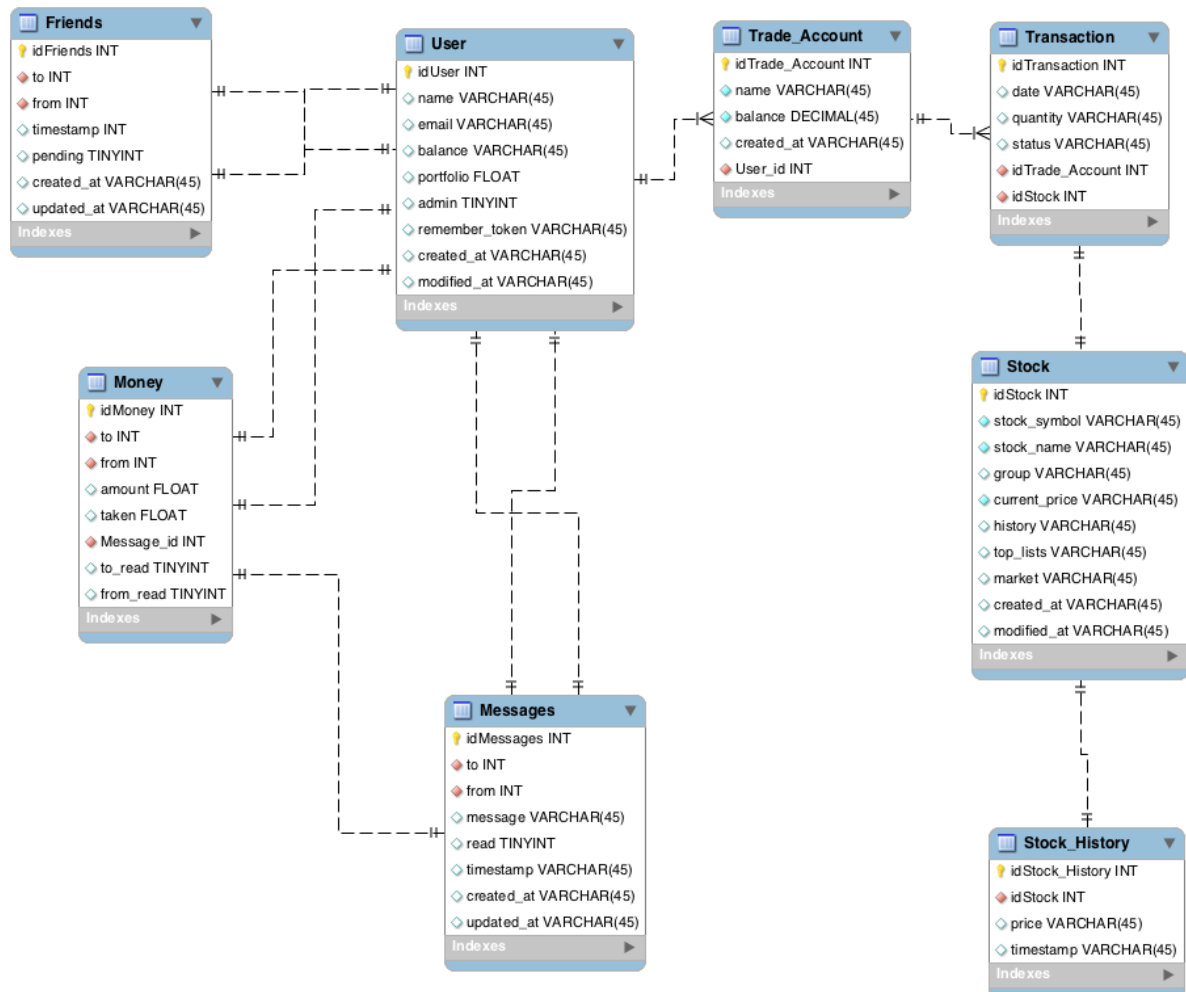 Friends
idFriends INT
to INT
from INT
timestamp INT
pending TINYINT
created_at VARCHAR(45)
updated_at VARCHAR(45)
Indexes
User
idUser INT
name VARCHAR(45)
email VARCHAR(45)
balance VARCHAR(45)
portfolio FLOAT
admin TINYINT
remember_token VARCHAR(45)
created_at VARCHAR(45)
modified_at VARCHAR(45)
Indexes
Trade_Account
idTrade_Account INT
name VARCHAR(45)
balance DECIMAL(45)
created_at VARCHAR(45)
User_id INT
Indexes
Transaction
idTransaction INT
date VARCHAR(45)
quantity VARCHAR(45)
status VARCHAR(45)
idTrade_Account INT
idStock INT
Indexes
Money
idMoney INT
to INT
from INT
amount FLOAT
taken FLOAT
Message_id INT
to_read TINYINT
from_read TINYINT
Indexes
Stock
idStock INT
stock_symbol VARCHAR(45)
stock_name VARCHAR(45)
group VARCHAR(45)
current_price VARCHAR(45)
history VARCHAR(45)
top_lists VARCHAR(45)
market VARCHAR(45)
created_at VARCHAR(45)
modified_at VARCHAR(45)
Indexes
Messages
idMessages INT
to INT
from INT
message VARCHAR(45)
read TINYINT
timestamp VARCHAR(45)
created_at VARCHAR(45)
updated_at VARCHAR(45)
Indexes
Stock_History
idStock_History INT
idStock INT
price VARCHAR(45)
timestamp VARCHAR(45)
Indexes